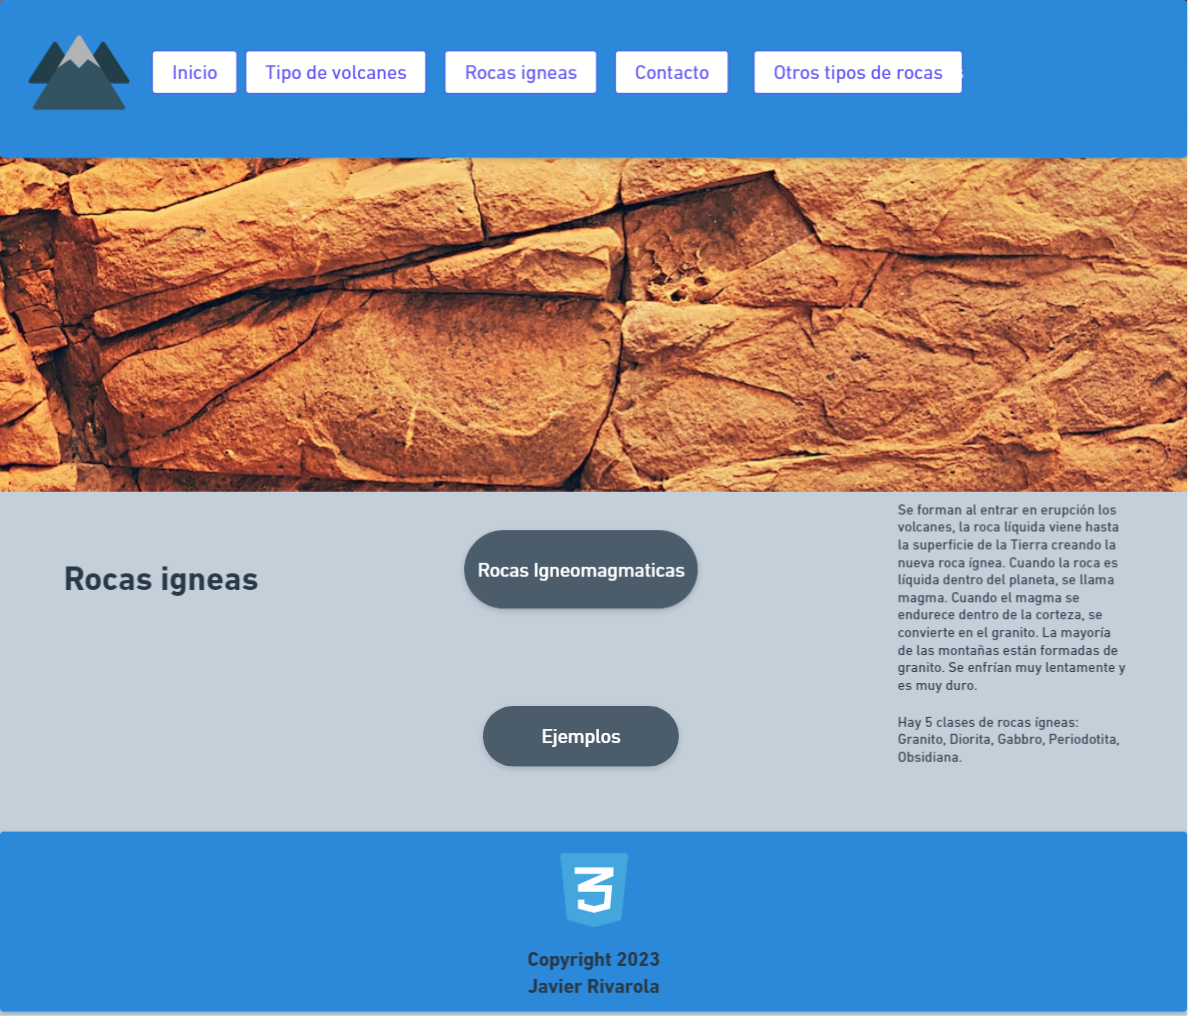 Inicio
Tipo de volcanes
Rocas igneas
Contacto
Otros tipos de rocas
Rocas igneas
Rocas Igneomagmaticas
Ejemplos
Se forman al entrar en erupción los
volcanes, la roca líquida viene hasta
la superficie de la Tierra creando la
nueva roca ígnea. Cuando la roca es
líquida dentro del planeta, se llama
magma. Cuando el magma se
endurece dentro de la corteza, se
convierte en el granito. La mayoría
de las montañas están formadas de
granito. Se enfrían muy lentamente y
es muy duro.
Hay 5 clases de rocas ígneas:
Granito, Diorita, Gabbro, Periodotita,
Obsidiana.
3
Copyright 2023
Javier Rivarola